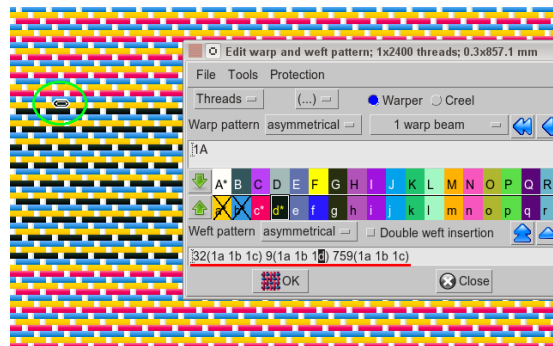 Edit warp and weft pattern; 1x2400 threads; 0.3x857.1 mm
File Tools Protection
Threads (...) Warper Creel
Warp pattern asymmetrical 1 warp beam
1A
A* B C D E F G H I J K L M N O P Q R
a* b* c* d* e f g h i j k l m n o p q r
Weft pattern asymmetrical Double weft insertion
32(1a 1b 1c) 9(1a 1b 1d) 759(1a 1b 1c)
OK Close